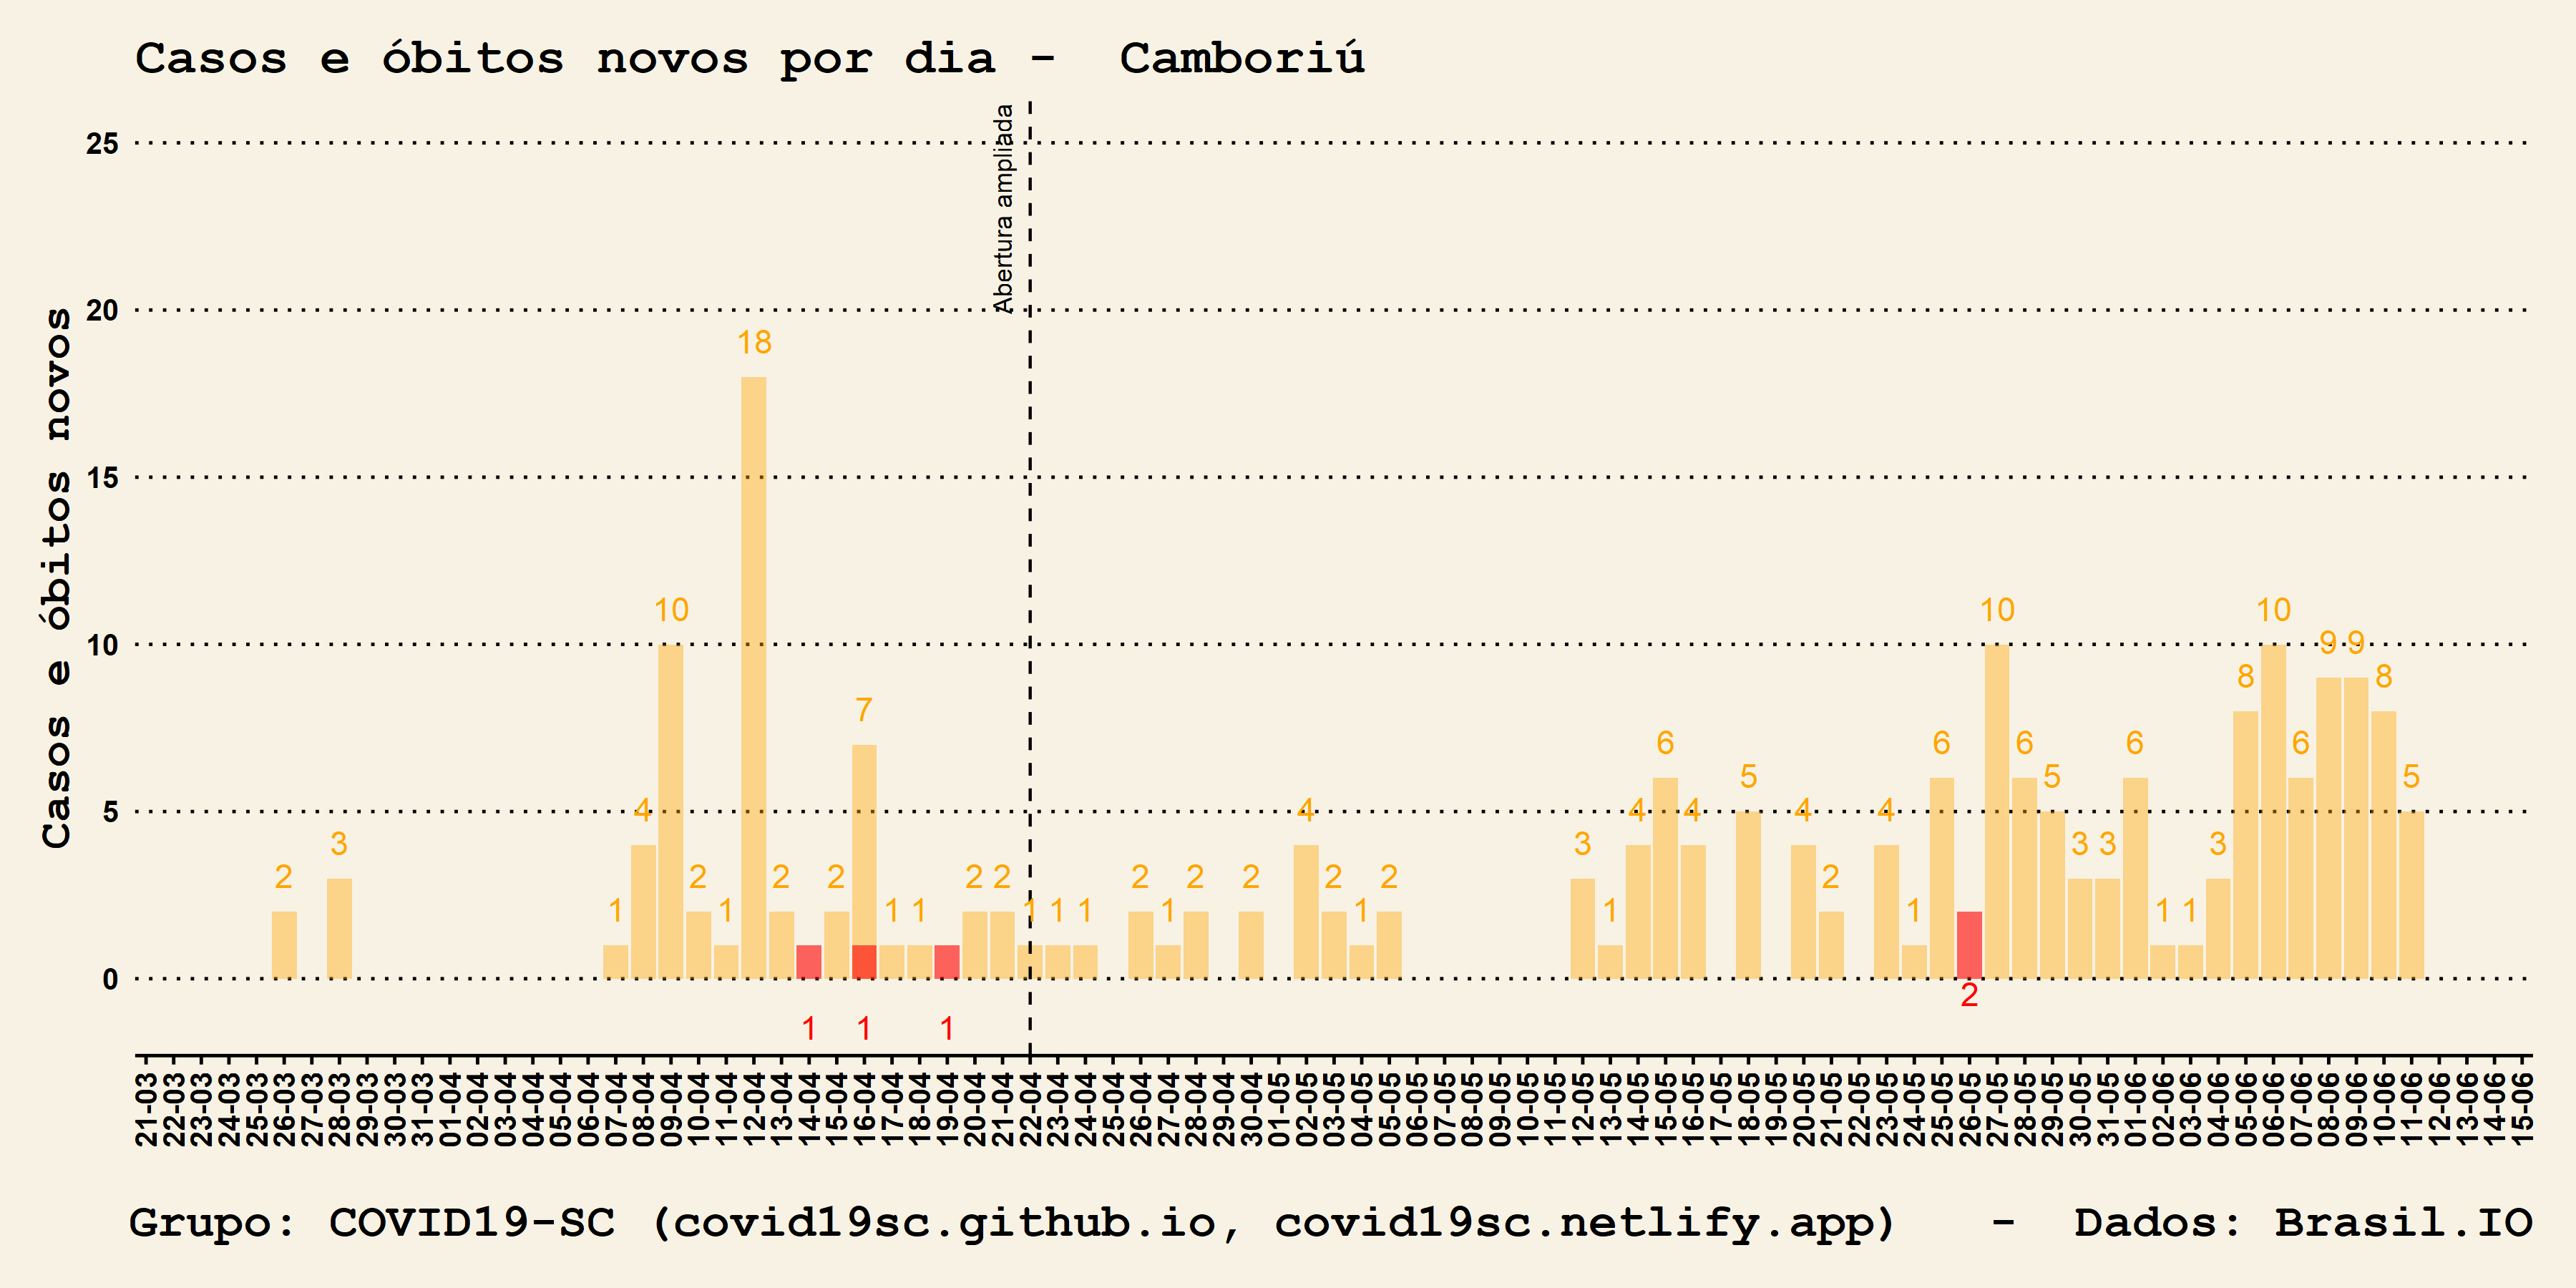 Casos e óbitos novos por dia -  Camboriú
Abertura ampliada
Casos e óbitos novos
25
20
15
10
5
0
2 3 1 4 10 2 1 18 2 2 7 1 1 2 2 1 1 1 2 1 2 2 4 2 1 2 3 1 4 6 4 5 4 2 4 1 6 10 6 5 3 3 6 1 1 3 8 10 6 9 9 8 5
1 1 1 2
21-03 22-03 23-03 24-03 25-03 26-03 27-03 28-03 29-03 30-03 31-03 01-04 02-04 03-04 04-04 05-04 06-04 07-04 08-04 09-04 10-04 11-04 12-04 13-04 14-04 15-04 16-04 17-04 18-04 19-04 20-04 21-04 22-04 23-04 24-04 25-04 26-04 27-04 28-04 29-04 30-04 01-05 02-05 03-05 04-05 05-05 06-05 07-05 08-05 09-05 10-05 11-05 12-05 13-05 14-05 15-05 16-05 17-05 18-05 19-05 20-05 21-05 22-05 23-05 24-05 25-05 26-05 27-05 28-05 29-05 30-05 31-05 01-06 02-06 03-06 04-06 05-06 06-06 07-06 08-06 09-06 10-06 11-06 12-06 13-06 14-06 15-06
Grupo: COVID19-SC (covid19sc.github.io, covid19sc.netlify.app)  -  Dados: Brasil.IO